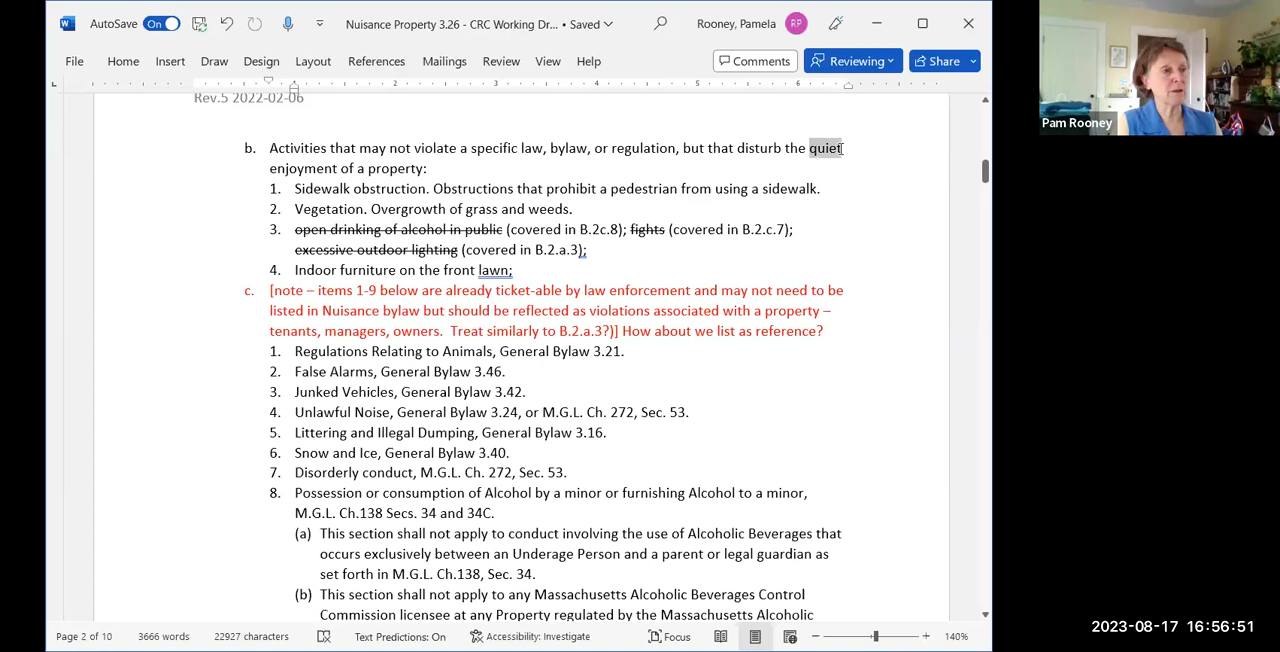 AutoSave On Nuisance Property 3.26 - CRC Working Dr... • Saved Rooney, Pamela RP
File Home Insert Draw Design Layout References Mailings Review View Help Comments Reviewing Share
2 3 4 5 6
Pam Rooney
Rev.5 2022-02-06
b. Activities that may not violate a specific law, bylaw, or regulation, but that disturb the quiet
enjoyment of a property:
1. Sidewalk obstruction. Obstructions that prohibit a pedestrian from using a sidewalk.
2. Vegetation. Overgrowth of grass and weeds.
3. open drinking of alcohol in public (covered in B.2c.8); fights (covered in B.2.c.7);
excessive outdoor lighting (covered in B.2.a.3);
4. Indoor furniture on the front lawn;
c. [note – items 1-9 below are already ticket-able by law enforcement and may not need to be
listed in Nuisance bylaw but should be reflected as violations associated with a property –
tenants, managers, owners. Treat similarly to B.2.a.3?)] How about we list as reference?
1. Regulations Relating to Animals, General Bylaw 3.21.
2. False Alarms, General Bylaw 3.46.
3. Junked Vehicles, General Bylaw 3.42.
4. Unlawful Noise, General Bylaw 3.24, or M.G.L. Ch. 272, Sec. 53.
5. Littering and Illegal Dumping, General Bylaw 3.16.
6. Snow and Ice, General Bylaw 3.40.
7. Disorderly conduct, M.G.L. Ch. 272, Sec. 53.
8. Possession or consumption of Alcohol by a minor or furnishing Alcohol to a minor,
M.G.L. Ch.138 Secs. 34 and 34C.
(a) This section shall not apply to conduct involving the use of Alcoholic Beverages that
occurs exclusively between an Underage Person and a parent or legal guardian as
set forth in M.G.L. Ch.138, Sec. 34.
(b) This section shall not apply to any Massachusetts Alcoholic Beverages Control
Commission licensee at any Property regulated by the Massachusetts Alcoholic
Page 2 of 10 3666 words 22927 characters Text Predictions: On Accessibility: Investigate Focus 140%
2023-08-17 16:56:51